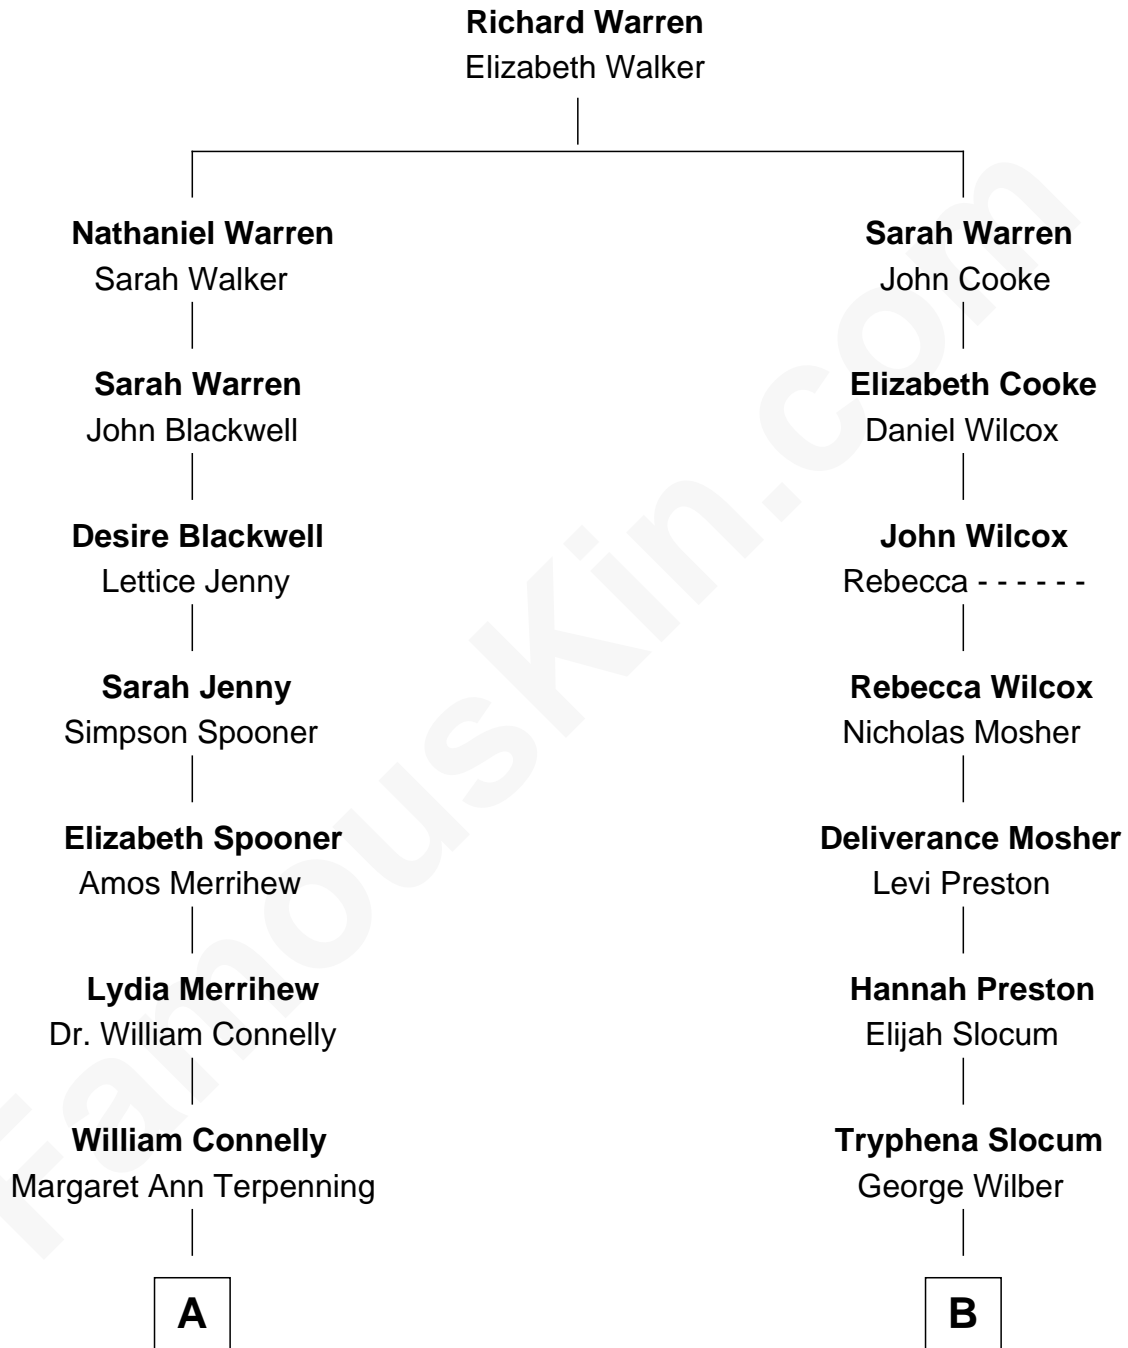 Richard Warren
Elizabeth Walker
Nathaniel Warren
Sarah Walker
Sarah Warren
John Blackwell
Desire Blackwell
Lettice Jenny
Sarah Jenny
Simpson Spooner
Elizabeth Spooner
Amos Merrihew
Lydia Merrihew
Dr. William Connelly
William Connelly
Margaret Ann Terpenning
A
Sarah Warren
John Cooke
Elizabeth Cooke
Daniel Wilcox
John Wilcox
Rebecca - - - - - -
Rebecca Wilcox
Nicholas Mosher
Deliverance Mosher
Levi Preston
Hannah Preston
Elijah Slocum
Tryphena Slocum
George Wilber
B
FamousKin.com